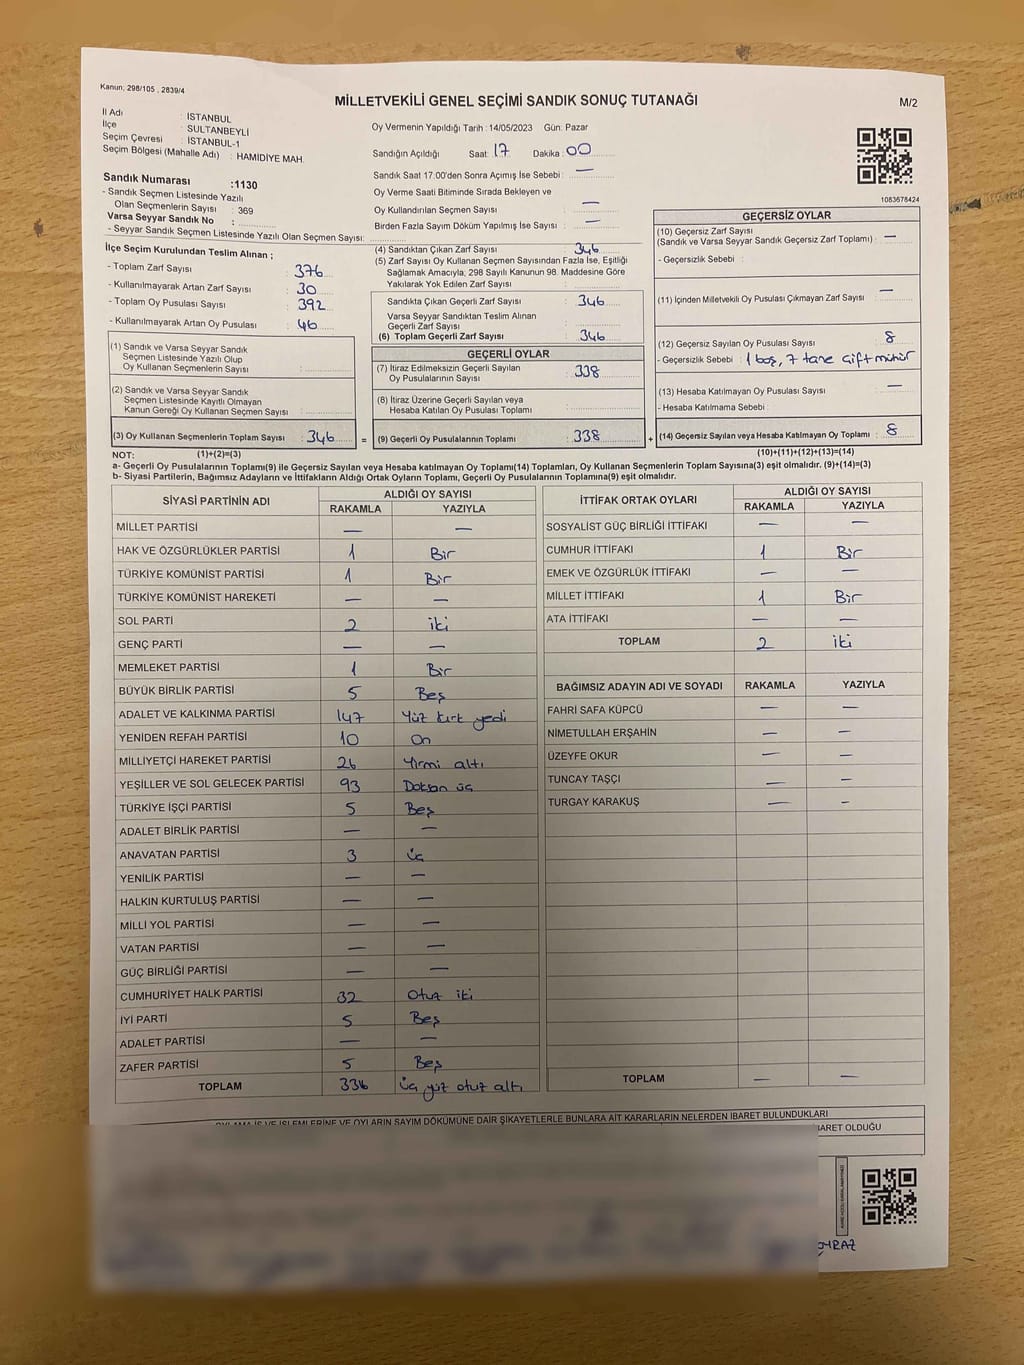 Kanun, 298/105 , 2839/4
MİLLETVEKİLİ GENEL SEÇİMİ SANDIK SONUÇ TUTANAĞI
M/2
İl Adı : İSTANBUL
İlçe : SULTANBEYLİ
Seçim Çevresi : İSTANBUL-1
Seçim Bölgesi (Mahalle Adı) : HAMİDİYE MAH.
Sandık Numarası :1130
- Sandık Seçmen Listesinde Yazılı
Olan Seçmenlerin Sayısı : 369
Varsa Seyyar Sandık No :
- Seyyar Sandık Seçmen Listesinde Yazılı Olan Seçmen Sayısı:
Oy Vermenin Yapıldığı Tarih : 14/05/2023 Gün: Pazar
Sandığın Açıldığı Saat: 17 Dakika: 00
Sandık Saat 17:00'den Sonra Açımış İse Sebebi : —
Oy Verme Saati Bitiminde Sırada Bekleyen ve
Oy Kullandırılan Seçmen Sayısı : —
Birden Fazla Sayım Döküm Yapılmış İse Sayısı : —
1083678424
İlçe Seçim Kurulundan Teslim Alınan ;
- Toplam Zarf Sayısı : 376
- Kullanılmayarak Artan Zarf Sayısı : 30
- Toplam Oy Pusulası Sayısı : 392
- Kullanılmayarak Artan Oy Pusulası : 46
(4) Sandıktan Çıkan Zarf Sayısı : 346
(5) Zarf Sayısı Oy Kullanan Seçmen Sayısından Fazla İse, Eşitliği
Sağlamak Amacıyla; 298 Sayılı Kanunun 98. Maddesine Göre
Yakılarak Yok Edilen Zarf Sayısı :
Sandıkta Çıkan Geçerli Zarf Sayısı : 346
Varsa Seyyar Sandıktan Teslim Alınan
Geçerli Zarf Sayısı :
(6) Toplam Geçerli Zarf Sayısı : 346
GEÇERSİZ OYLAR
(10) Geçersiz Zarf Sayısı
(Sandık ve Varsa Seyyar Sandık Geçersiz Zarf Toplamı) : —
- Geçersizlik Sebebi :
(11) İçinden Milletvekili Oy Pusulası Çıkmayan Zarf Sayısı : —
(12) Geçersiz Sayılan Oy Pusulası Sayısı : 8
- Geçersizlik Sebebi : 1 boş, 7 tane çift mühür
(13) Hesaba Katılmayan Oy Pusulası Sayısı : —
- Hesaba Katılmama Sebebi :
(14) Geçersiz Sayılan veya Hesaba Katılmayan Oy Toplamı : 8
(10)+(11)+(12)+(13)=(14)
(1) Sandık ve Varsa Seyyar Sandık
Seçmen Listesinde Yazılı Olup
Oy Kullanan Seçmenlerin Sayısı :
(2) Sandık ve Varsa Seyyar Sandık
Seçmen Listesinde Kayıtlı Olmayan
Kanun Gereği Oy Kullanan Seçmen Sayısı :
(3) Oy Kullanan Seçmenlerin Toplam Sayısı : 346 =
GEÇERLİ OYLAR
(7) İtiraz Edilmeksizin Geçerli Sayılan
Oy Pusulalarının Sayısı : 338
(8) İtiraz Üzerine Geçerli Sayılan veya
Hesaba Katılan Oy Pusulası Toplamı :
(9) Geçerli Oy Pusulalarının Toplamı : 338 +
NOT: (1)+(2)=(3)
a- Geçerli Oy Pusulalarının Toplamı(9) ile Geçersiz Sayılan veya Hesaba katılmayan Oy Toplamı(14) Toplamları, Oy Kullanan Seçmenlerin Toplam Sayısına(3) eşit olmalıdır. (9)+(14)=(3)
b- Siyasi Partilerin, Bağımsız Adayların ve İttifakların Aldığı Ortak Oyların Toplamı, Geçerli Oy Pusulalarının Toplamına(9) eşit olmalıdır.
SİYASİ PARTİNİN ADI ALDIĞI OY SAYISI
RAKAMLA YAZIYLA
MİLLET PARTİSİ — —
HAK VE ÖZGÜRLÜKLER PARTİSİ 1 Bir
TÜRKİYE KOMÜNİST PARTİSİ 1 Bir
TÜRKİYE KOMÜNİST HAREKETİ — —
SOL PARTİ 2 iki
GENÇ PARTİ — —
MEMLEKET PARTİSİ 1 Bir
BÜYÜK BİRLİK PARTİSİ 5 Beş
ADALET VE KALKINMA PARTİSİ 147 Yüz kırk yedi
YENİDEN REFAH PARTİSİ 10 On
MİLLİYETÇİ HAREKET PARTİSİ 26 Yirmi altı
YEŞİLLER VE SOL GELECEK PARTİSİ 93 Doksan üç
TÜRKİYE İŞÇİ PARTİSİ 5 Beş
ADALET BİRLİK PARTİSİ — —
ANAVATAN PARTİSİ 3 üç
YENİLİK PARTİSİ — —
HALKIN KURTULUŞ PARTİSİ — —
MİLLİ YOL PARTİSİ — —
VATAN PARTİSİ — —
GÜÇ BİRLİĞİ PARTİSİ — —
CUMHURİYET HALK PARTİSİ 32 Otuz iki
İYİ PARTİ 5 Beş
ADALET PARTİSİ — —
ZAFER PARTİSİ 5 Beş
TOPLAM 336 üç yüz otuz altı
İTTİFAK ORTAK OYLARI ALDIĞI OY SAYISI
RAKAMLA YAZIYLA
SOSYALİST GÜÇ BİRLİĞİ İTTİFAKI — —
CUMHUR İTTİFAKI 1 Bir
EMEK VE ÖZGÜRLÜK İTTİFAKI — —
MİLLET İTTİFAKI 1 Bir
ATA İTTİFAKI — —
TOPLAM 2 iki
BAĞIMSIZ ADAYIN ADI VE SOYADI RAKAMLA YAZIYLA
FAHRİ SAFA KÜPCÜ — —
NİMETULLAH ERŞAHİN — —
ÜZEYFE OKUR — —
TUNCAY TAŞÇI — —
TURGAY KARAKUŞ — -
TOPLAM — —
OYLAMA İŞ VE İŞLEMLERİNE VE OYLARIN SAYIM DÖKÜMÜNE DAİR ŞİKAYETLERLE BUNLARA AİT KARARLARIN NELERDEN İBARET BULUNDUKLARI
İBARET OLDUĞU